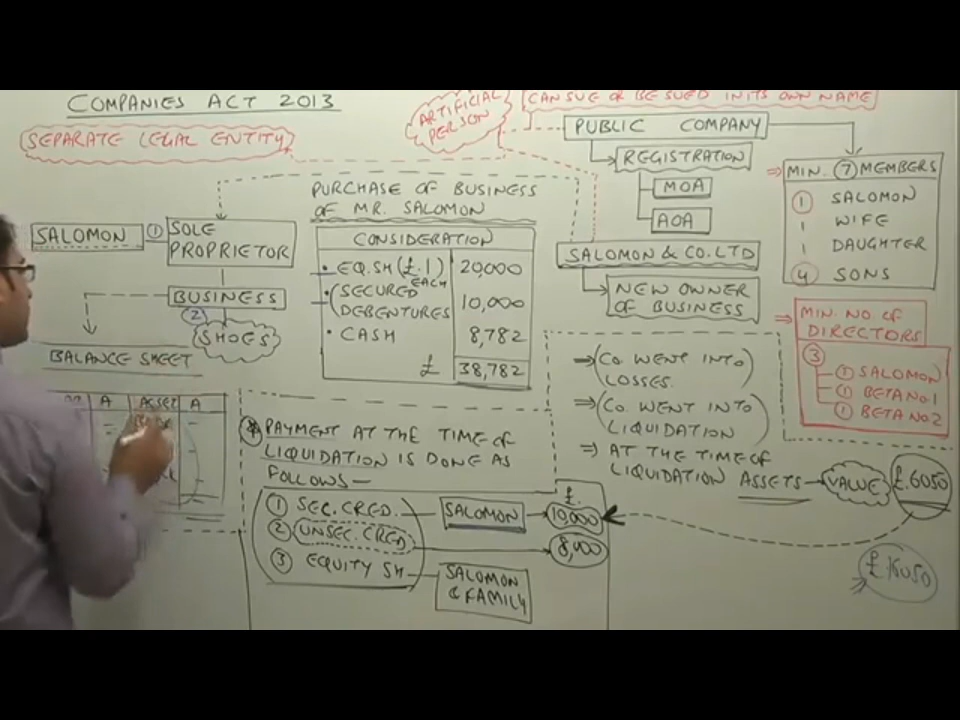 COMPANIES ACT 2013
SEPARATE LEGAL ENTITY
ARTIFICIAL
PERSON
CAN SUE OR BE SUED IN ITS OWN NAME
PUBLIC COMPANY
REGISTRATION
MOA
AOA
SALOMON & CO. LTD
NEW OWNER
OF BUSINESS
⇒ MIN. 7 MEMBERS
1 SALOMON
WIFE
DAUGHTER
4 SONS
⇒ MIN. NO OF
DIRECTORS
3
1 SALOMON
1 BETA NO.1
1 BETA NO 2
PURCHASE OF BUSINESS
OF MR. SALOMON
CONSIDERATION
• EQ.SH (£.1) 20,000
EACH
• SECURED
DEBENTURES 10,000
• CASH 8,782
£ 38,782
SALOMON
1
SOLE
PROPRIETOR
BUSINESS
2
SHOES
BALANCE SHEET
A ASSET A
PAYMENT AT THE TIME OF
LIQUIDATION IS DONE AS
FOLLOWS —
1 SEC. CRED. SALOMON
2 UNSEC. CRED
3 EQUITY SH SALOMON
& FAMILY
£.
10,000
8,400
⇒ CO. WENT INTO
LOSSES.
⇒ CO. WENT INTO
LIQUIDATION
⇒ AT THE TIME OF
LIQUIDATION ASSETS
VALUE
£.6050
£.16050